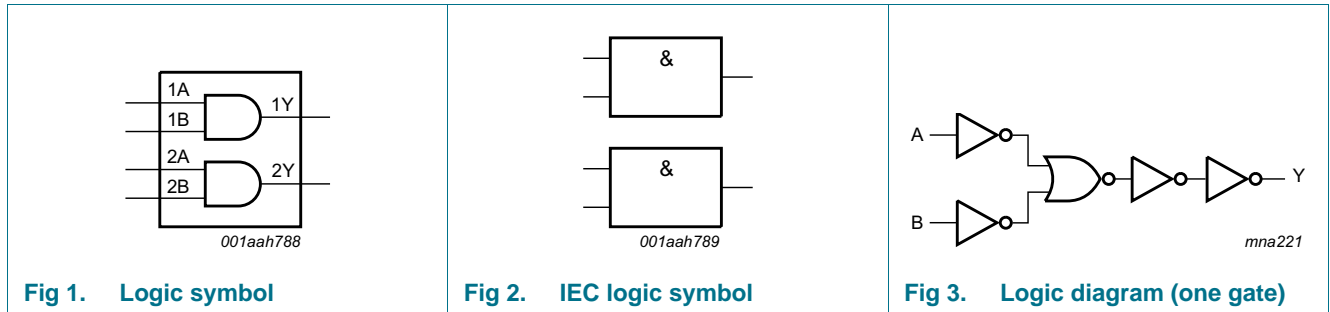 1A
1B
1Y
2A
2B
2Y
001aah788
Fig 1. Logic symbol
&
&
001aah789
Fig 2. IEC logic symbol
A
B
Y
mna221
Fig 3. Logic diagram (one gate)